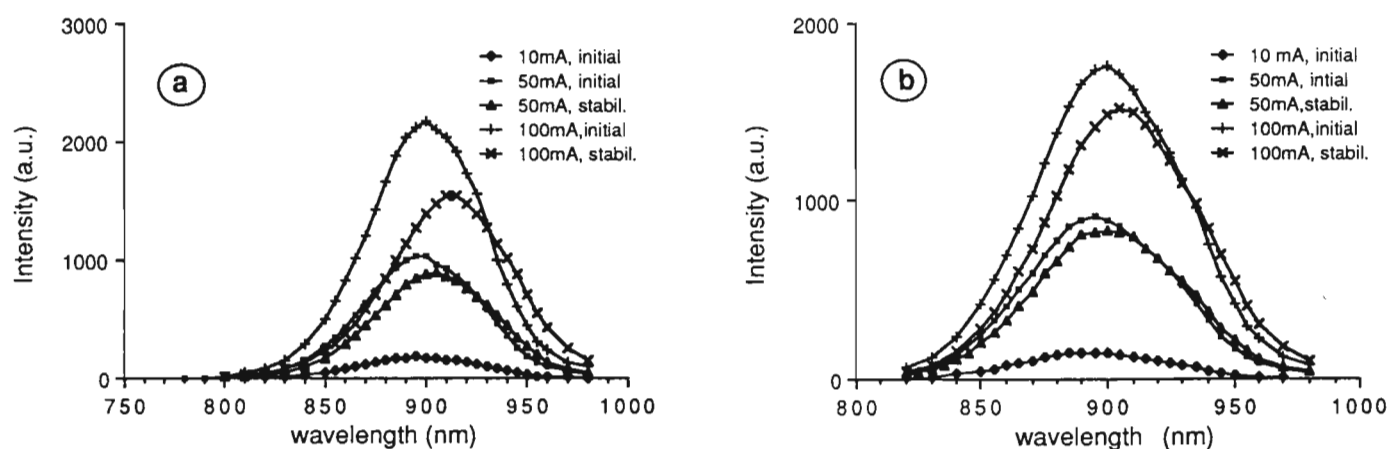 a
3000
2000
1000
0
Intensity (a.u.)
10mA, initial
50mA, initial
50mA, stabil.
100mA,initial
100mA, stabil.
750 800 850 900 950 1000
wavelength (nm)
b
2000
1000
0
Intensity (a.u.)
10 mA, initial
50mA, intial
50mA,stabil.
100mA,initial
100mA, stabil.
800 850 900 950 1000
wavelength (nm)